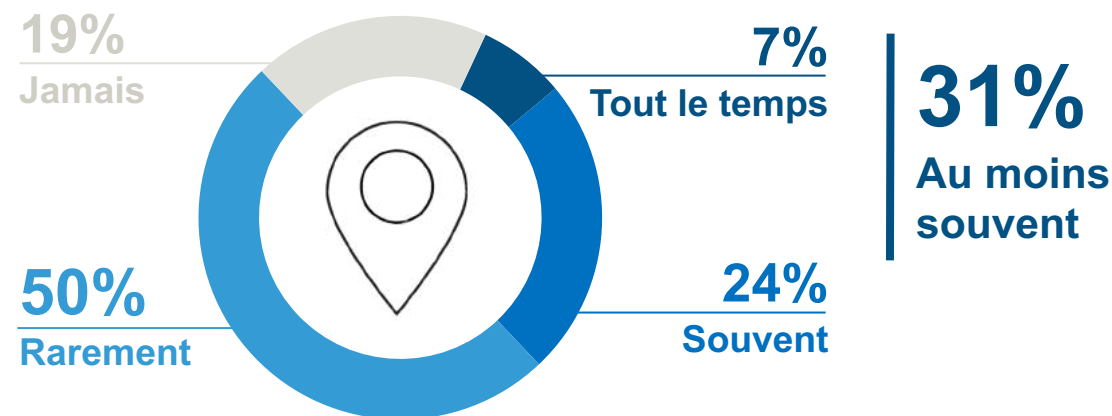 19%
Jamais
7%
Tout le temps
31%
Au moins
souvent
50%
Rarement
24%
Souvent